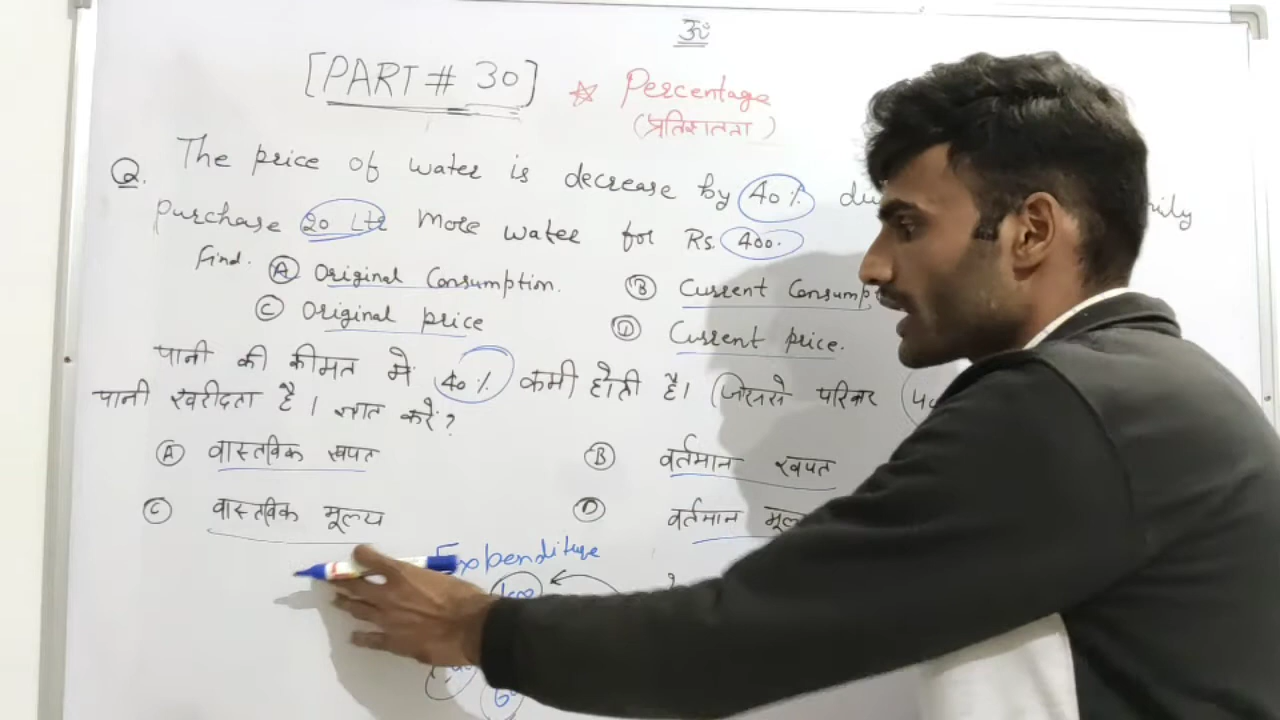 ॐ
[PART # 30]
☆ Percentage
(प्रतिशतता)
Q. The price of water is decrease by 40%
purchase 20 Ltr More water for Rs. 400.
find. Ⓐ Original Consumption. Ⓑ Current Consump
Ⓒ Original price Ⓓ Current price.
पानी की कीमत में 40% कमी होती है। जिससे परिवार
पानी खरीदता है। ज्ञात करें?
Ⓐ वास्तविक खपत Ⓑ वर्तमान खपत
Ⓒ वास्तविक मूल्य Ⓓ वर्तमान
Expenditure